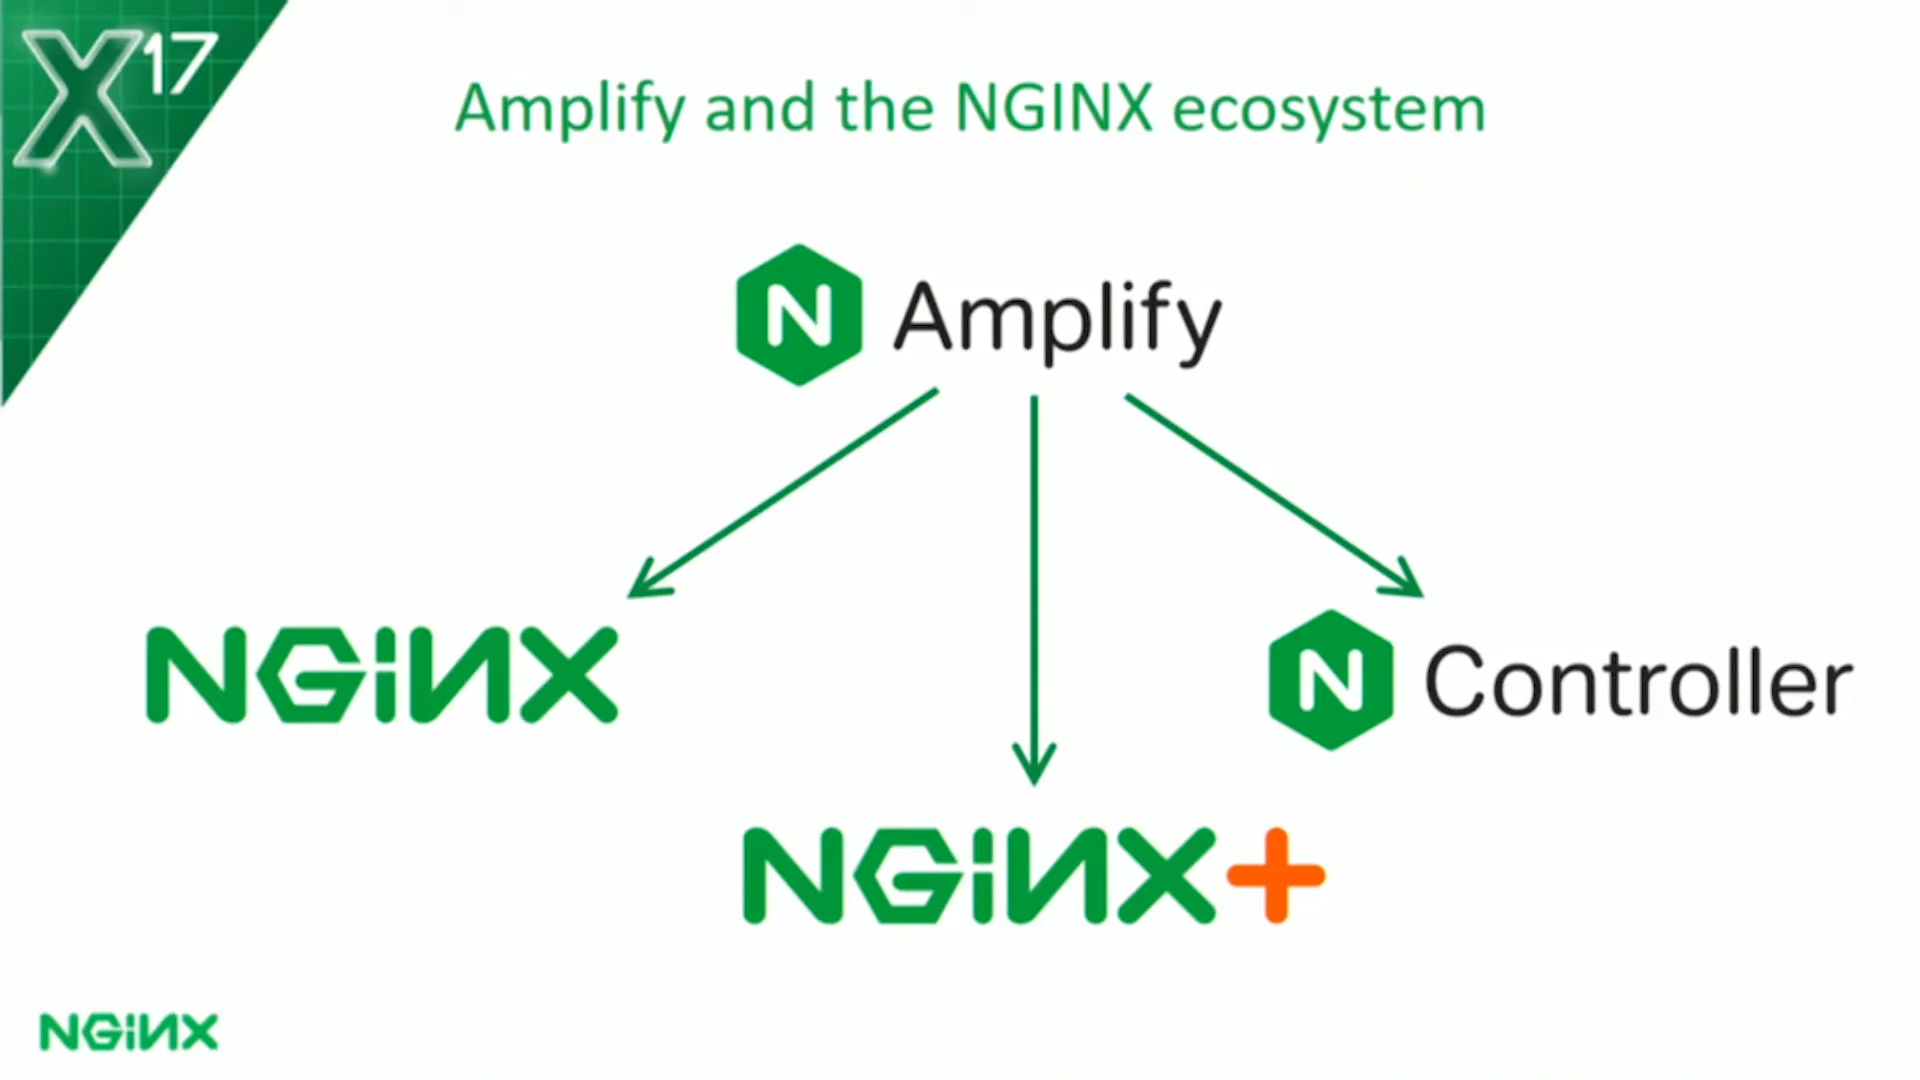 X17
Amplify and the NGINX ecosystem
N Amplify
NGiNX
N Controller
NGiNX+
NGiNX